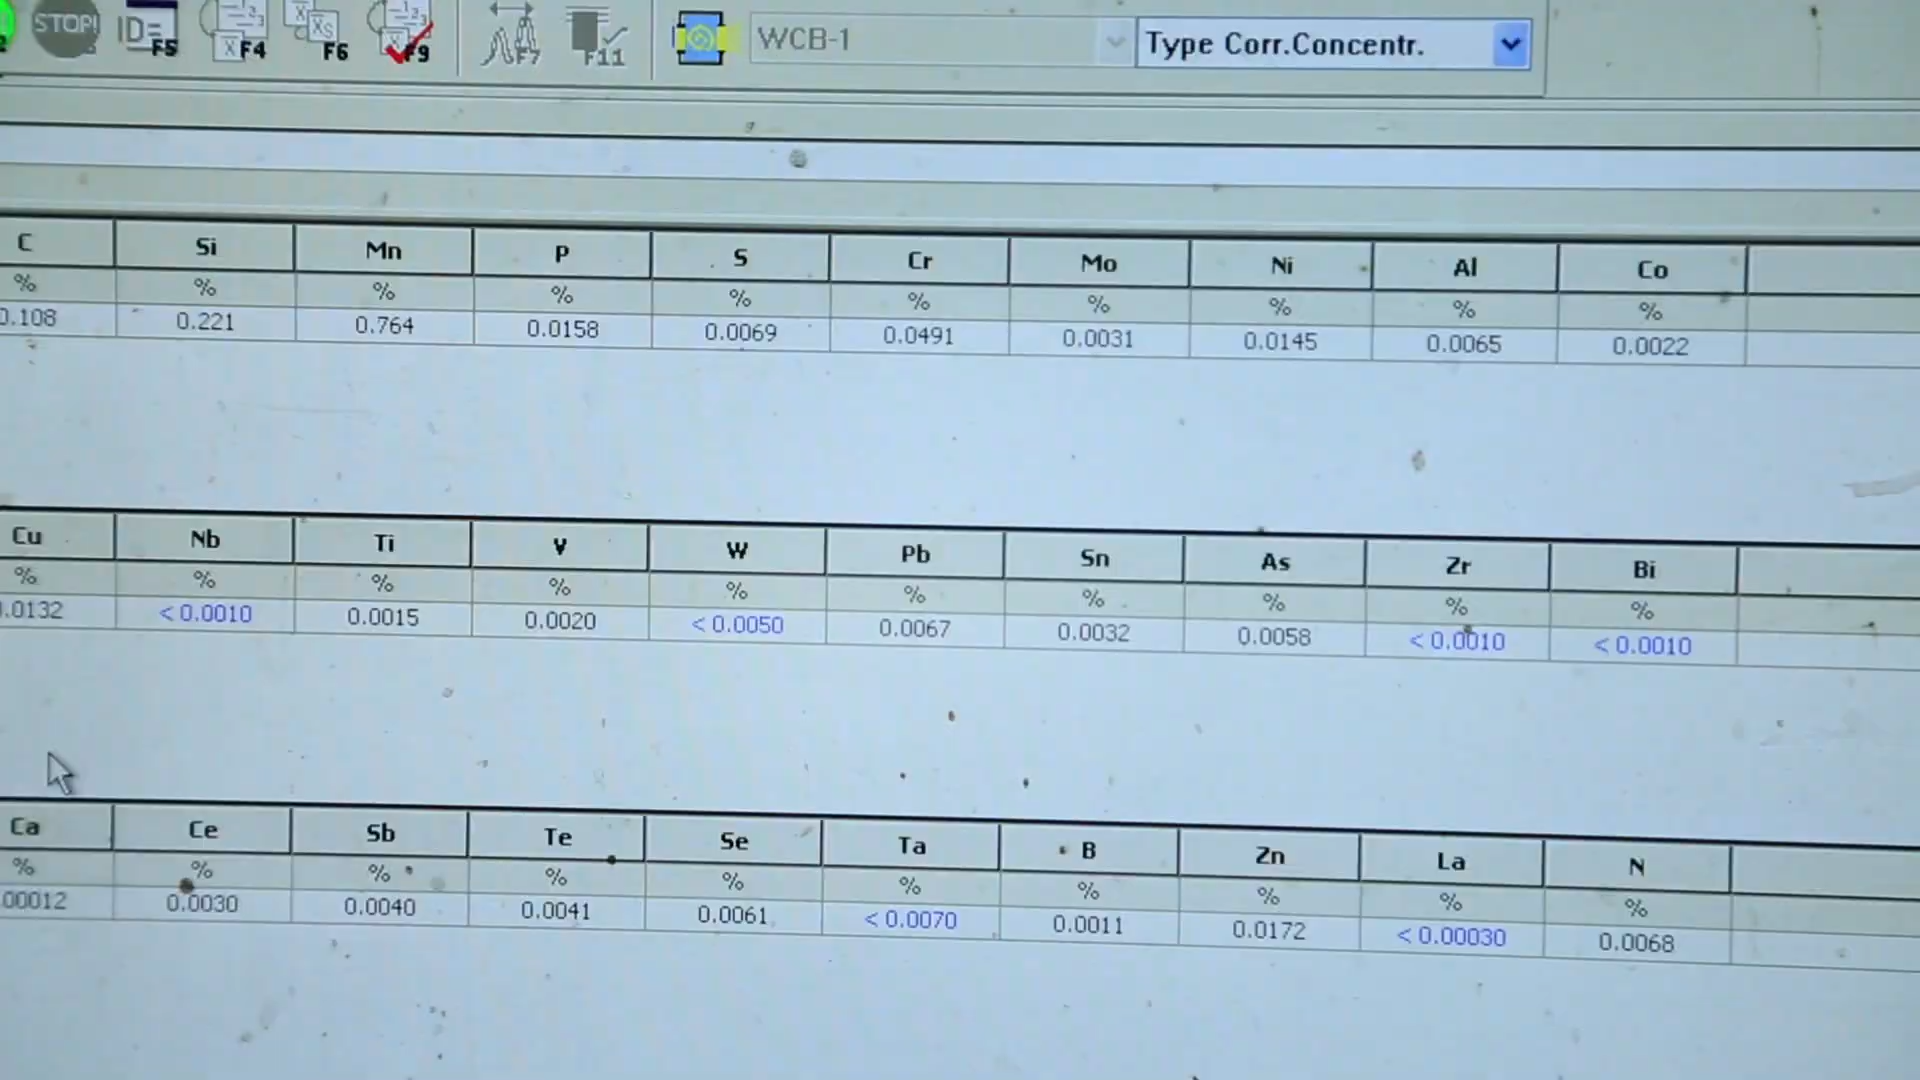 STOP! ID= F5 F4 F6 F9 F7 F11 WCB-1 Type Corr.Concentr.
C Si Mn P S Cr Mo Ni Al Co
% % % % % % % % % %
0.108 0.221 0.764 0.0158 0.0069 0.0491 0.0031 0.0145 0.0065 0.0022
Cu Nb Ti V W Pb Sn As Zr Bi
% % % % % % % % % %
.0132 < 0.0010 0.0015 0.0020 < 0.0050 0.0067 0.0032 0.0058 < 0.0010 < 0.0010
Ca Ce Sb Te Se Ta B Zn La N
% % % % % % % % % %
.00012 0.0030 0.0040 0.0041 0.0061 < 0.0070 0.0011 0.0172 < 0.00030 0.0068